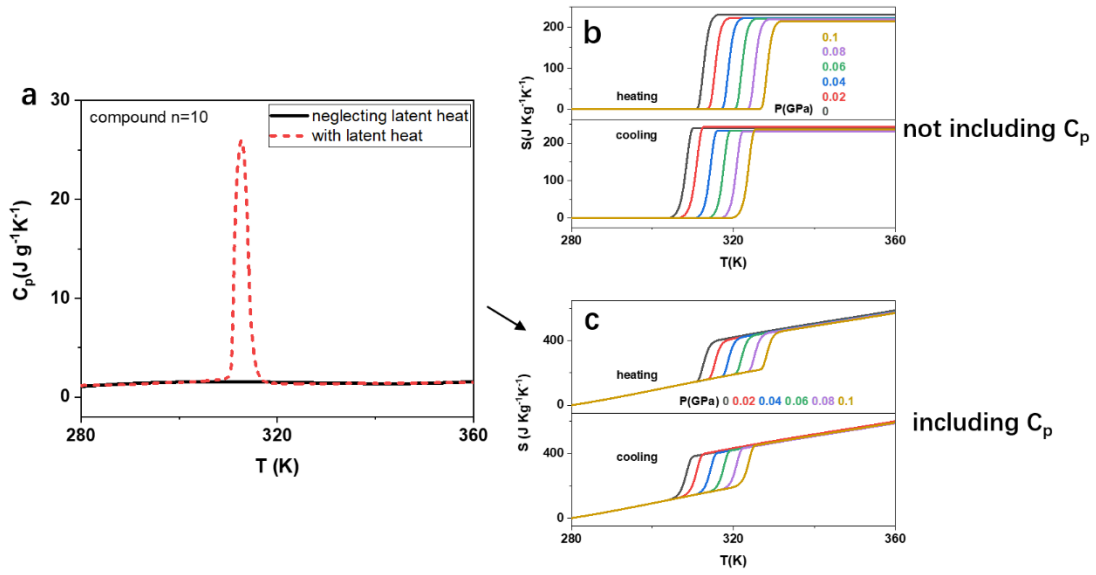 a
compound n=10
neglecting latent heat
with latent heat
30
20
10
0
280
320
360
Cp(J g-1K-1)
T (K)
b
200
100
0
200
100
0
S(J Kg-1K-1)
heating
cooling
0.1
0.08
0.06
0.04
0.02
P(GPa) 0
280
320
360
T(K)
not including Cp
c
400
0
400
0
S (J Kg-1K-1)
heating
P(GPa) 0 0.02 0.04 0.06 0.08 0.1
cooling
280
320
360
T(K)
including Cp